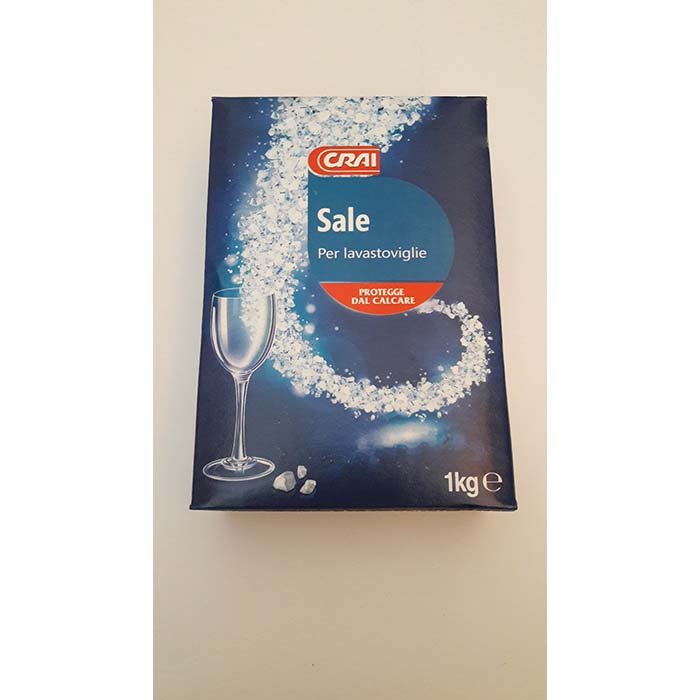 CRAI
Sale
Per lavastoviglie
PROTEGGE
DAL CALCARE
1kg ℮